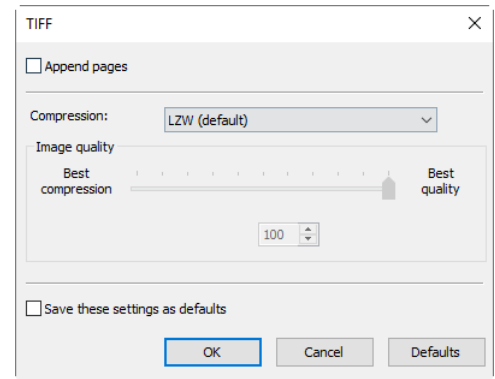 TIFF
Append pages
Compression:
LZW (default)
Image quality
Best
compression
Best
quality
100
Save these settings as defaults
OK
Cancel
Defaults